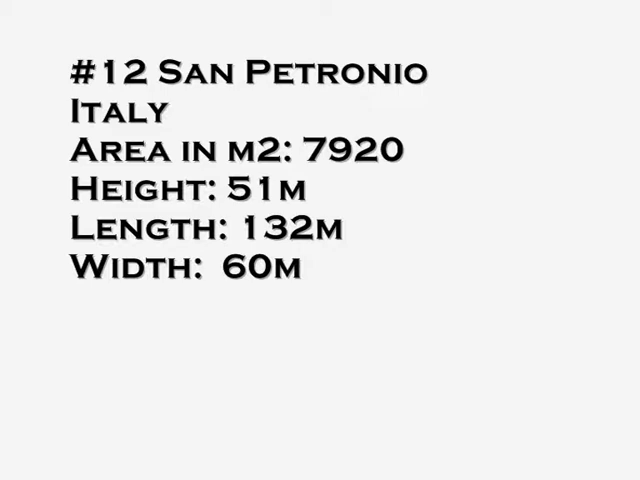 #12 San Petronio
Italy
Area in m2: 7920
Height: 51m
Length: 132m
Width:  60m